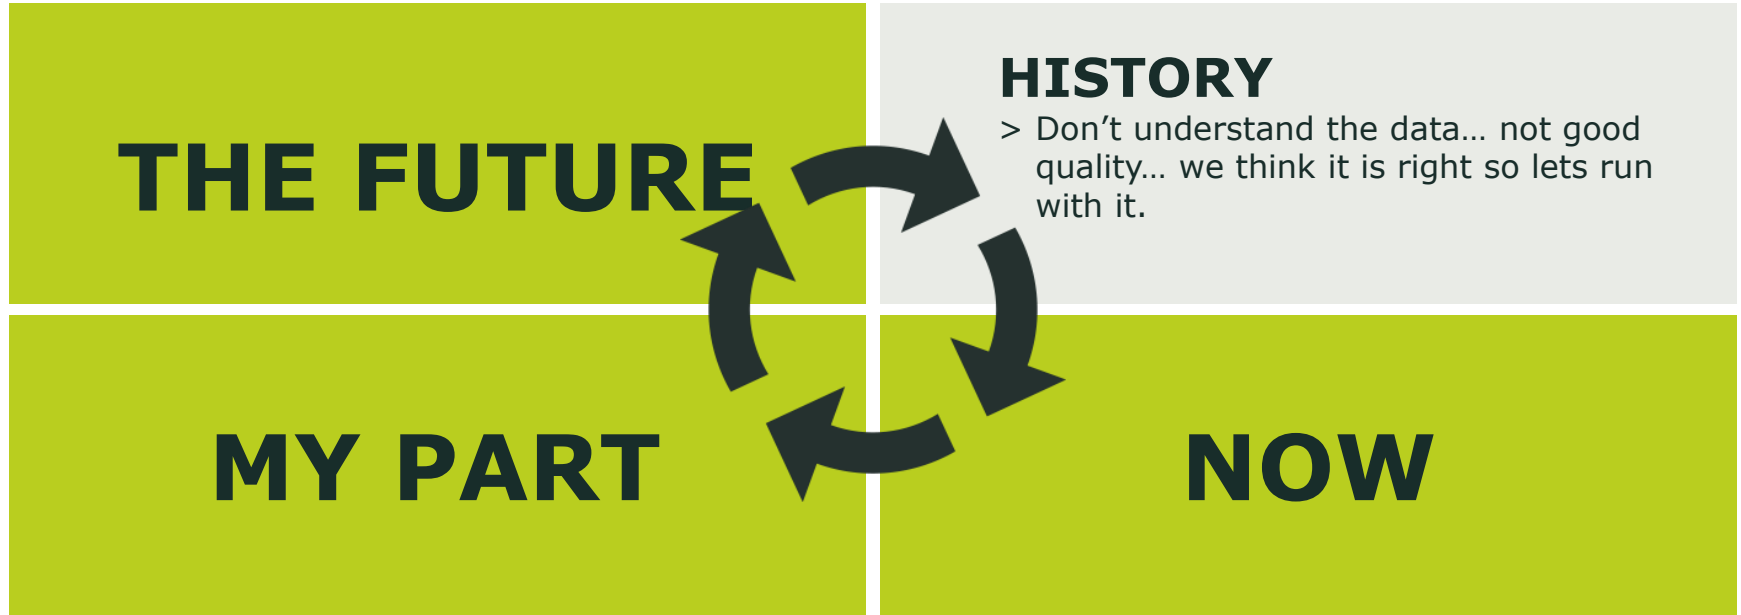 THE FUTURE
HISTORY
> Don’t understand the data… not good
quality… we think it is right so lets run
with it.
MY PART
NOW